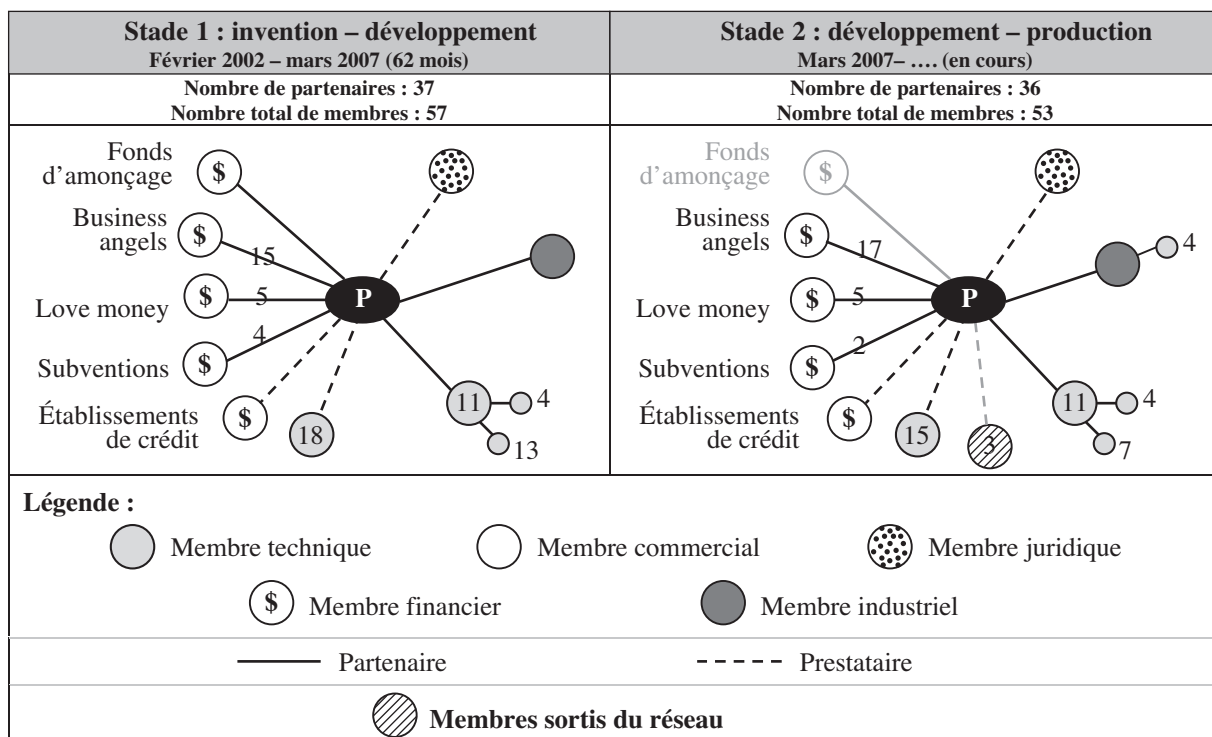 Stade 1 : invention – développement
Février 2002 – mars 2007 (62 mois)
Nombre de partenaires : 37
Nombre total de membres : 57
Fonds
d'amonçage
$
Business
angels
$
15
Love money
$
5
P
Subventions
$
4
Établissements
de crédit
$
18
11
4
13
Stade 2 : développement – production
Mars 2007– .... (en cours)
Nombre de partenaires : 36
Nombre total de membres : 53
Fonds
d'amonçage
$
Business
angels
$
17
4
Love money
$
5
P
Subventions
$
2
Établissements
de crédit
$
15
3
11
4
7
Légende :
Membre technique
Membre commercial
Membre juridique
$ Membre financier
Membre industriel
Partenaire
Prestataire
Membres sortis du réseau